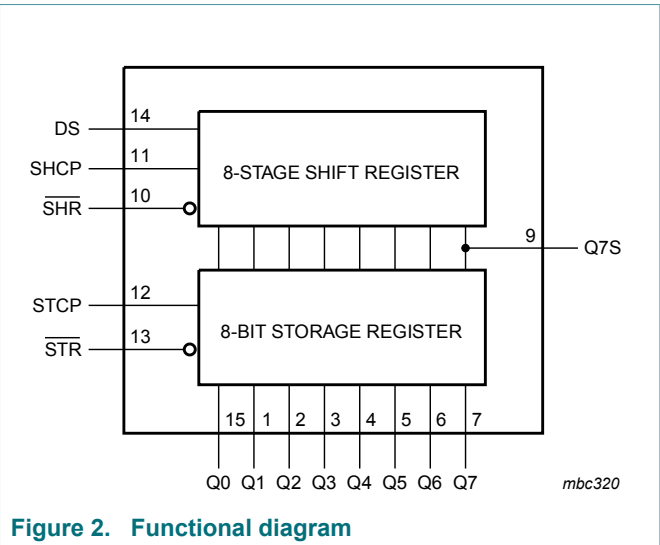 14
DS
11
SHCP
8-STAGE SHIFT REGISTER
10
SHR
9
Q7S
12
STCP
8-BIT STORAGE REGISTER
13
STR
15 1 2 3 4 5 6 7
Q0 Q1 Q2 Q3 Q4 Q5 Q6 Q7
mbc320
Figure 2. Functional diagram